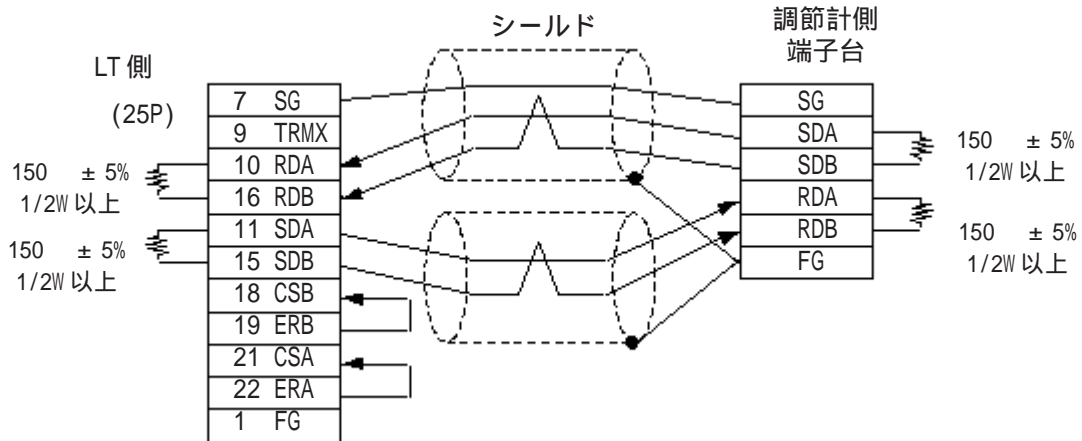 シールド
調節計側
端子台
LT 側
(25P)
7 SG
9 TRMX
10 RDA
16 RDB
11 SDA
15 SDB
18 CSB
19 ERB
21 CSA
22 ERA
1 FG
150 ± 5%
1/2W 以上
150 ± 5%
1/2W 以上
SG
SDA
SDB
RDA
RDB
FG
150 ± 5%
1/2W 以上
150 ± 5%
1/2W 以上